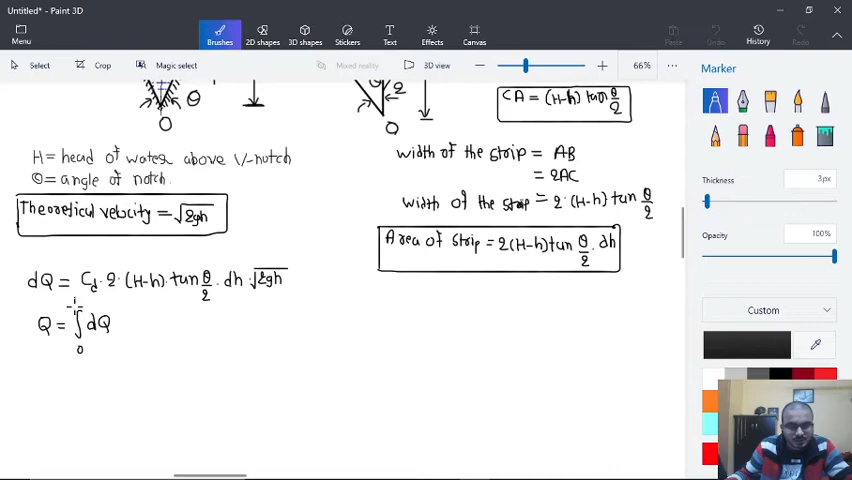 Untitled* - Paint 3D
Menu
Brushes
2D shapes
3D shapes
Stickers
Text
Effects
Canvas
Paste
Undo
History
Redo
Select
Crop
Magic select
Mixed reality
3D view
66%
Marker
Thickness
3px
Opacity
100%
Custom
θ
O
H = head of water above V-notch
θ = angle of notch.
Theoretical velocity = √2gh
dQ = Cd · 2 · (H-h) · tan θ/2 · dh · √2gh
Q = ∫ dQ
0
2
O
CA = (H-h) tan θ/2
width of the strip = AB
= 2AC
width of the strip = 2 · (H-h) tan θ/2
Area of strip = 2(H-h) tan θ/2 · dh